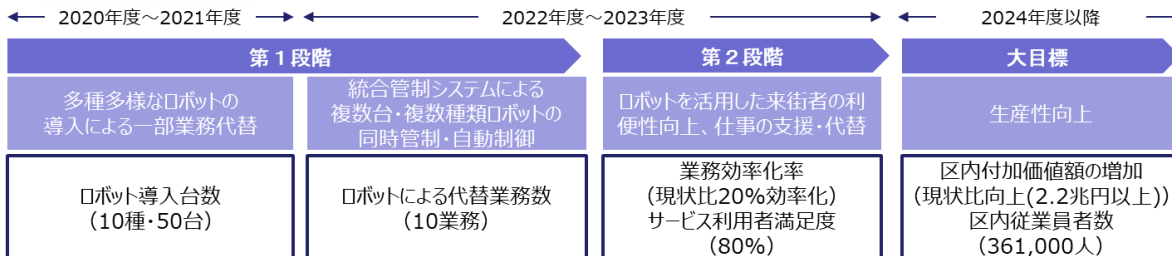 2020年度～2021年度
2022年度～2023年度
2024年度以降
第１段階
第２段階
大目標
多種多様なロボットの
導入による一部業務代替
統合管制システムによる
複数台・複数種類ロボットの
同時管制・自動制御
ロボットを活用した来街者の利
便性向上、仕事の支援・代替
生産性向上
ロボット導入台数
（10種・50台）
ロボットによる代替業務数
（10業務）
業務効率化率
（現状比20%効率化）
サービス利用者満足度
（80%）
区内付加価値額の増加
（現状比向上(2.2兆円以上)）
区内従業員者数
（361,000人）